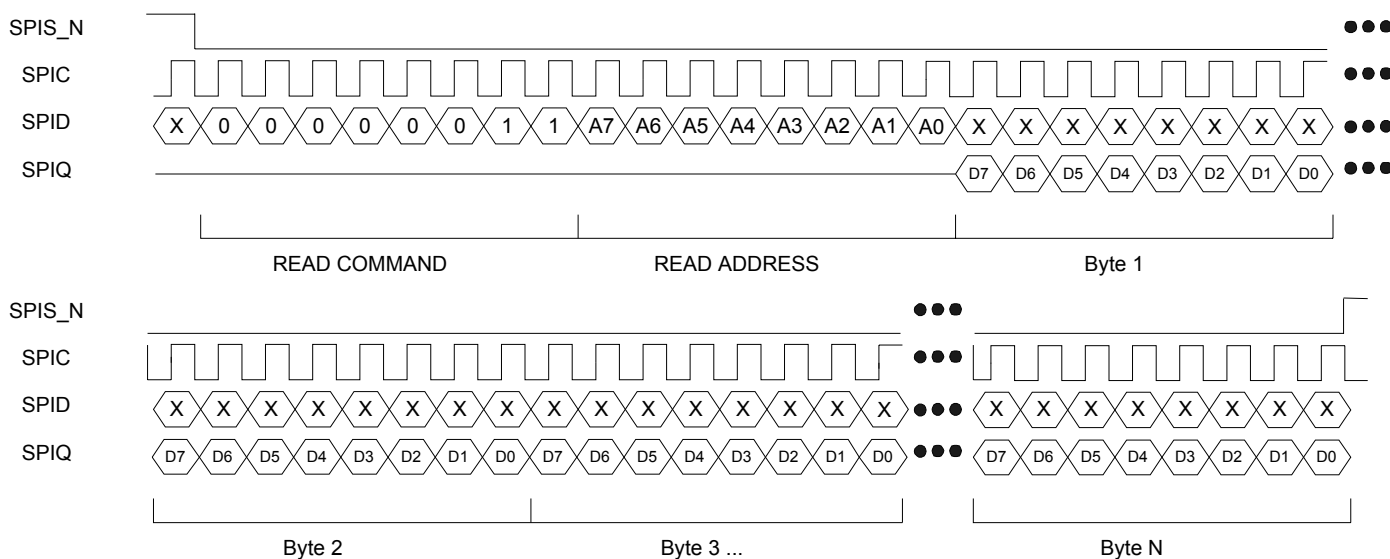 SPIS_N
SPIC
SPID X 0 0 0 0 0 0 1 1 A7 A6 A5 A4 A3 A2 A1 A0 X X X X X X X X
SPIQ D7 D6 D5 D4 D3 D2 D1 D0
READ COMMAND READ ADDRESS Byte 1
SPIS_N
SPIC
SPID X X X X X X X X X X X X X X X X X X X X X X X X
SPIQ D7 D6 D5 D4 D3 D2 D1 D0 D7 D6 D5 D4 D3 D2 D1 D0 D7 D6 D5 D4 D3 D2 D1 D0
Byte 2 Byte 3 ... Byte N